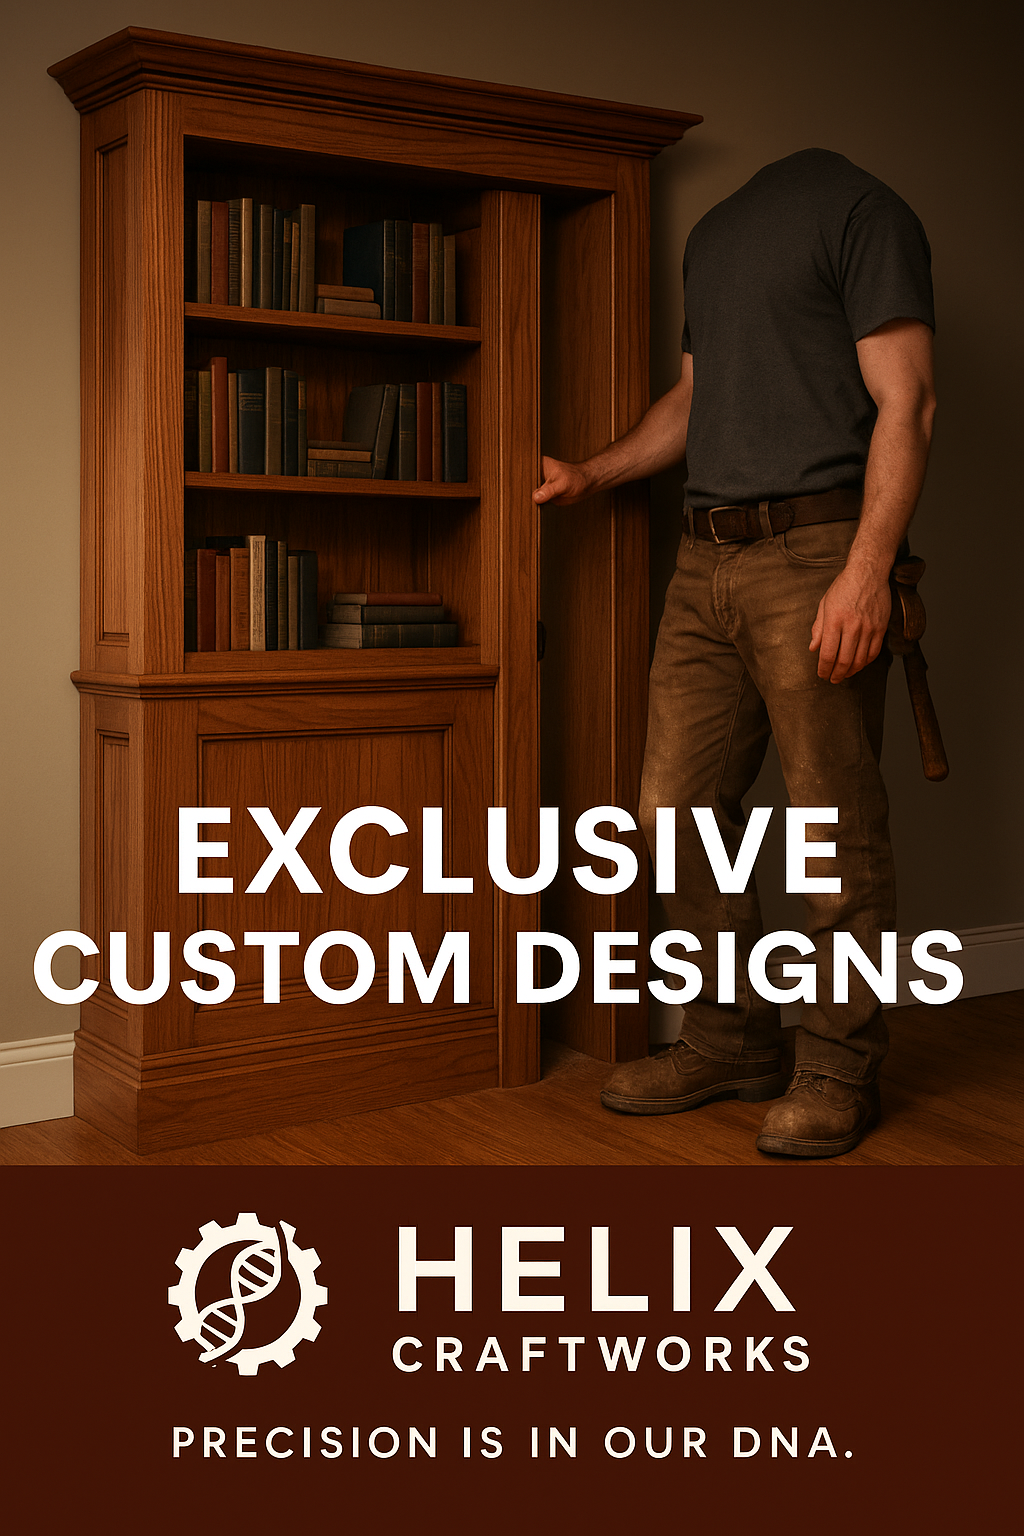 EXCLUSIVE
CUSTOM DESIGNS
HELIX
CRAFTWORKS
PRECISION IS IN OUR DNA.